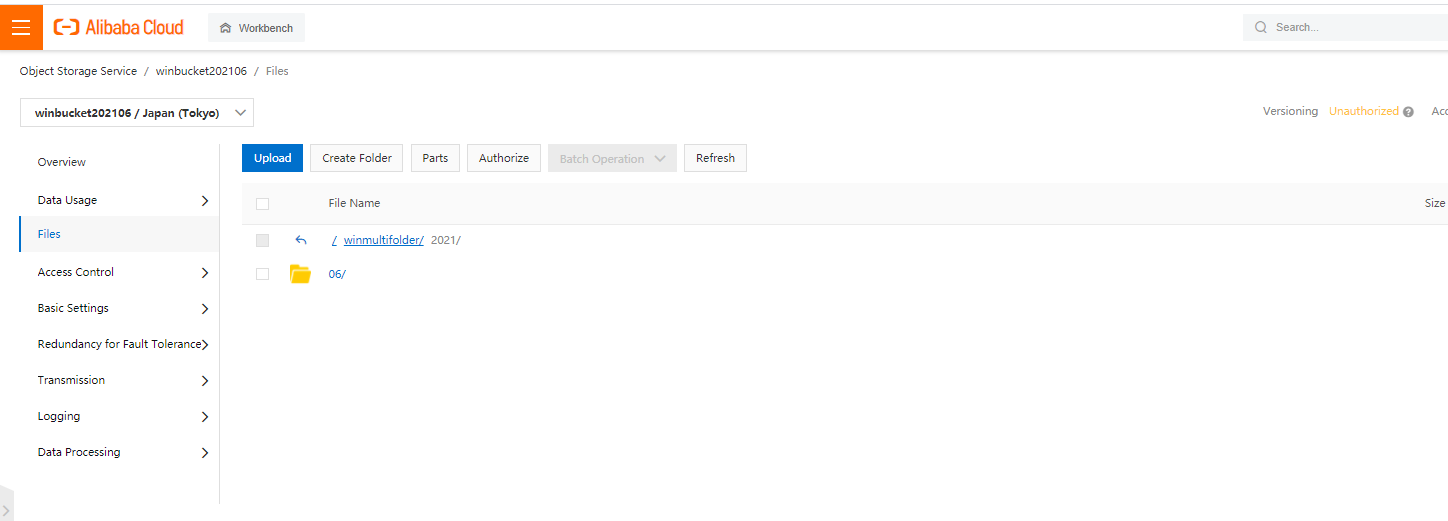 Alibaba Cloud Workbench Search...
Object Storage Service / winbucket202106 / Files
winbucket202106 / Japan (Tokyo) Versioning Unauthorized ? Acc
Overview
Data Usage
Files
Access Control
Basic Settings
Redundancy for Fault Tolerance
Transmission
Logging
Data Processing
Upload Create Folder Parts Authorize Batch Operation Refresh
File Name Size
/ winmultifolder/ 2021/
06/